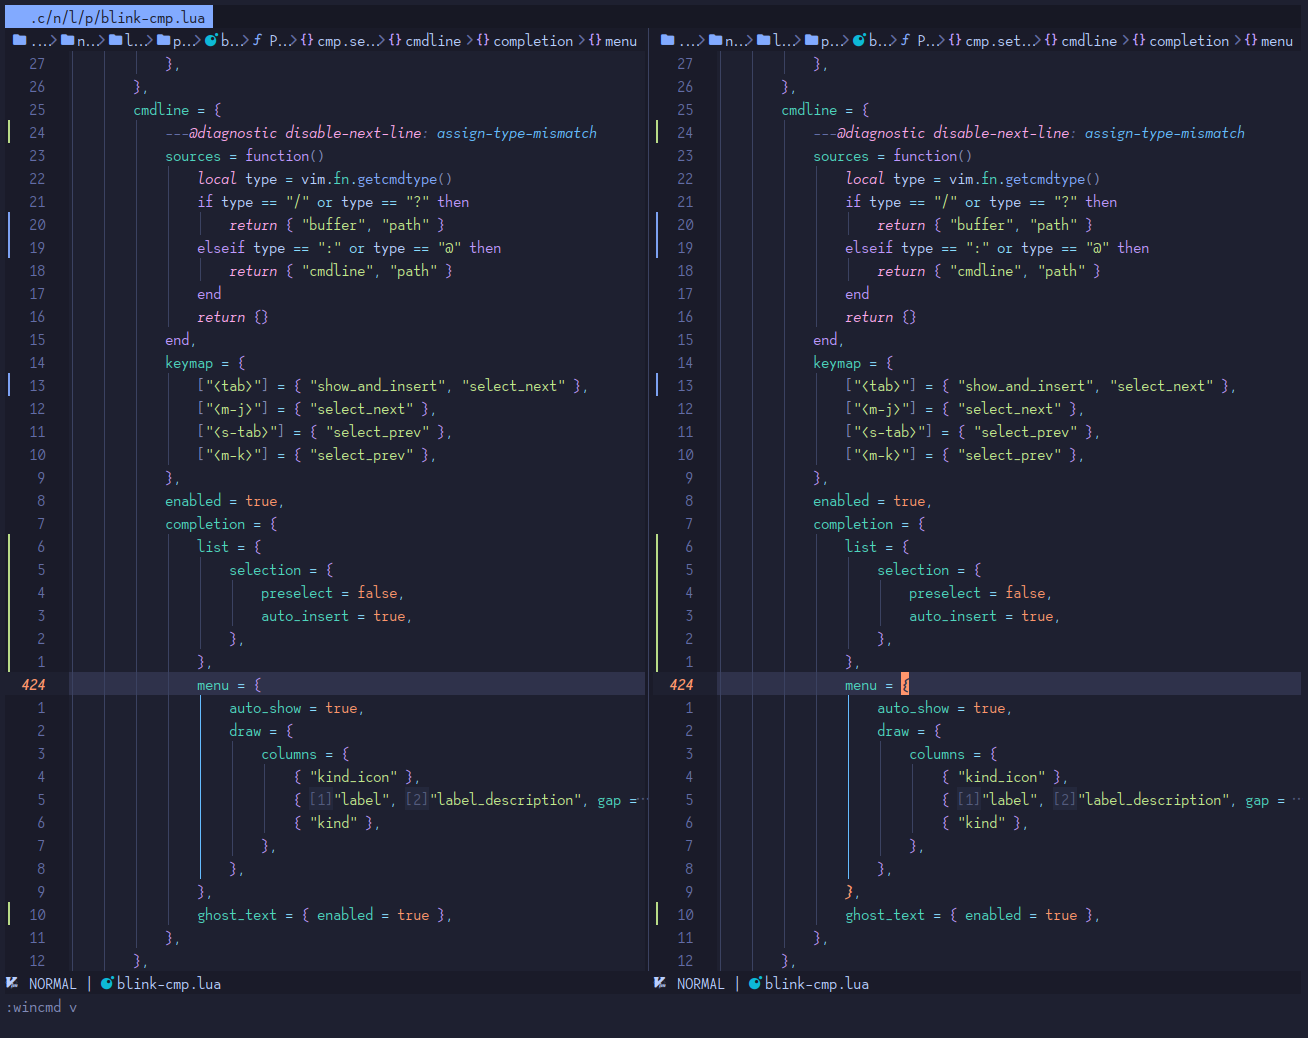 .c/n/l/p/blink-cmp.lua
...> n..> l...> p...> b...> ƒ P...> {} cmp.se...> {} cmdline > {} completion > {} menu
27 },
26 },
25 cmdline = {
24 ---@diagnostic disable-next-line: assign-type-mismatch
23 sources = function()
22 local type = vim.fn.getcmdtype()
21 if type == "/" or type == "?" then
20 return { "buffer", "path" }
19 elseif type == ":" or type == "@" then
18 return { "cmdline", "path" }
17 end
16 return {}
15 end,
14 keymap = {
13 ["<tab>"] = { "show_and_insert", "select_next" },
12 ["<m-j>"] = { "select_next" },
11 ["<s-tab>"] = { "select_prev" },
10 ["<m-k>"] = { "select_prev" },
9 },
8 enabled = true,
7 completion = {
6 list = {
5 selection = {
4 preselect = false,
3 auto_insert = true,
2 },
1 },
424 menu = {
1 auto_show = true,
2 draw = {
3 columns = {
4 { "kind_icon" },
5 { [1]"label", [2]"label_description", gap =··
6 { "kind" },
7 },
8 },
9 },
10 ghost_text = { enabled = true },
11 },
12 },
NORMAL | blink-cmp.lua
...> n..> l...> p...> b...> ƒ P...> {} cmp.set...> {} cmdline > {} completion > {} menu
27 },
26 },
25 cmdline = {
24 ---@diagnostic disable-next-line: assign-type-mismatch
23 sources = function()
22 local type = vim.fn.getcmdtype()
21 if type == "/" or type == "?" then
20 return { "buffer", "path" }
19 elseif type == ":" or type == "@" then
18 return { "cmdline", "path" }
17 end
16 return {}
15 end,
14 keymap = {
13 ["<tab>"] = { "show_and_insert", "select_next" },
12 ["<m-j>"] = { "select_next" },
11 ["<s-tab>"] = { "select_prev" },
10 ["<m-k>"] = { "select_prev" },
9 },
8 enabled = true,
7 completion = {
6 list = {
5 selection = {
4 preselect = false,
3 auto_insert = true,
2 },
1 },
424 menu = {
1 auto_show = true,
2 draw = {
3 columns = {
4 { "kind_icon" },
5 { [1]"label", [2]"label_description", gap = ··
6 { "kind" },
7 },
8 },
9 },
10 ghost_text = { enabled = true },
11 },
12 },
NORMAL | blink-cmp.lua
:wincmd v